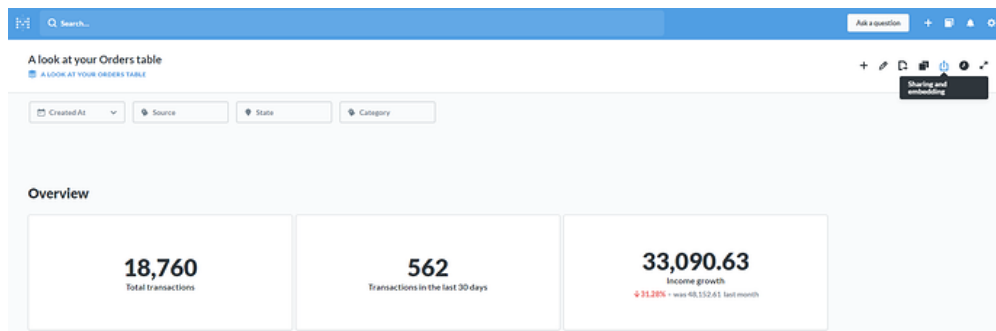 Search...
Ask a question
A look at your Orders table
A LOOK AT YOUR ORDERS TABLE
Sharing and
embedding
Created At
Source
State
Category
Overview
18,760
Total transactions
562
Transactions in the last 30 days
33,090.63
Income growth
↓31.28% • was 48,152.61 last month